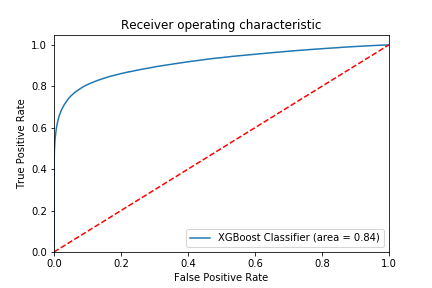 Receiver operating characteristic
True Positive Rate
1.0
0.8
0.6
0.4
0.2
0.0
XGBoost Classifier (area = 0.84)
0.0 0.2 0.4 0.6 0.8 1.0
False Positive Rate